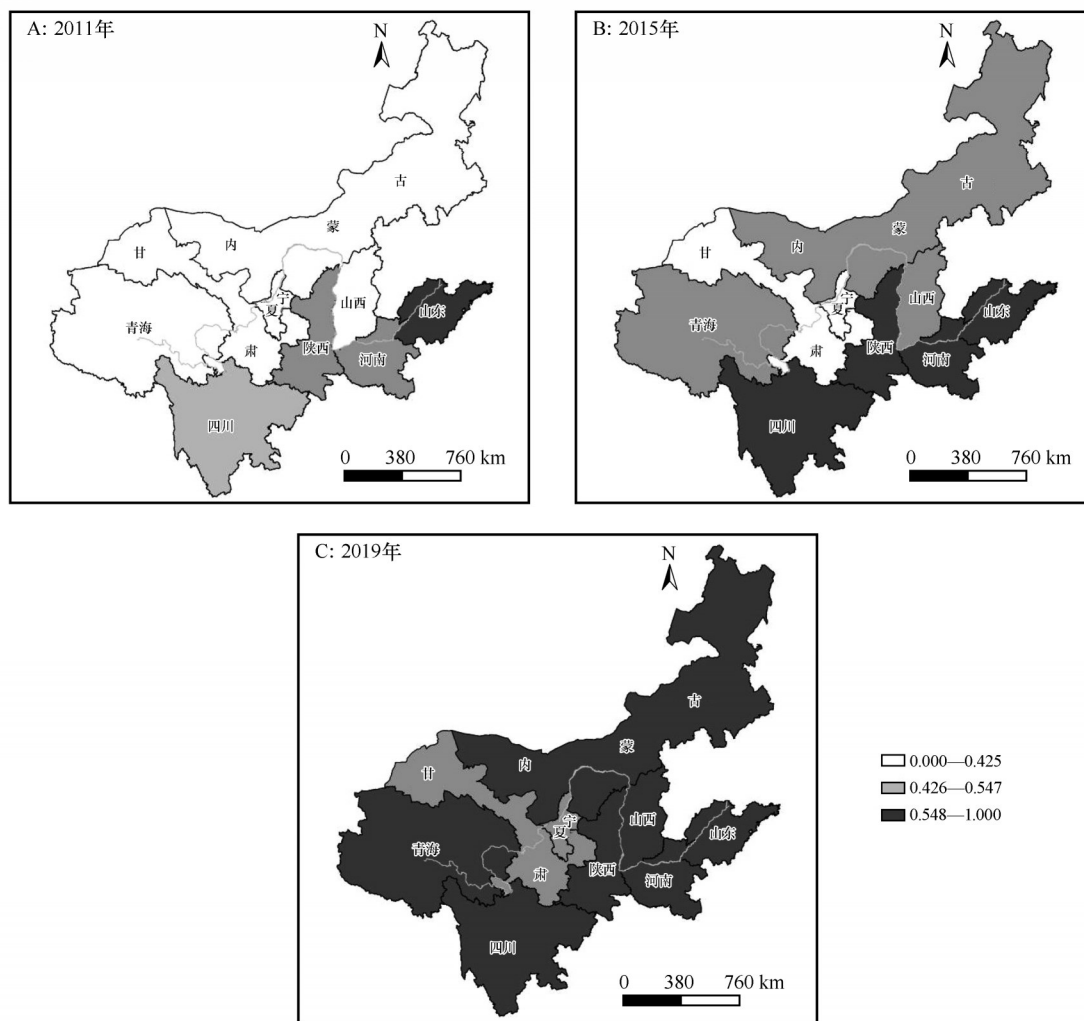 A: 2011年
N
古
蒙
内
甘
宁
夏
山西
山东
青海
肃
陕西
河南
四川
0 380 760 km
B: 2015年
N
古
蒙
内
甘
宁
夏
山西
山东
青海
肃
陕西
河南
四川
0 380 760 km
C: 2019年
N
古
蒙
内
甘
宁
夏
山西
山东
青海
肃
陕西
河南
四川
0 380 760 km
0.000—0.425
0.426—0.547
0.548—1.000